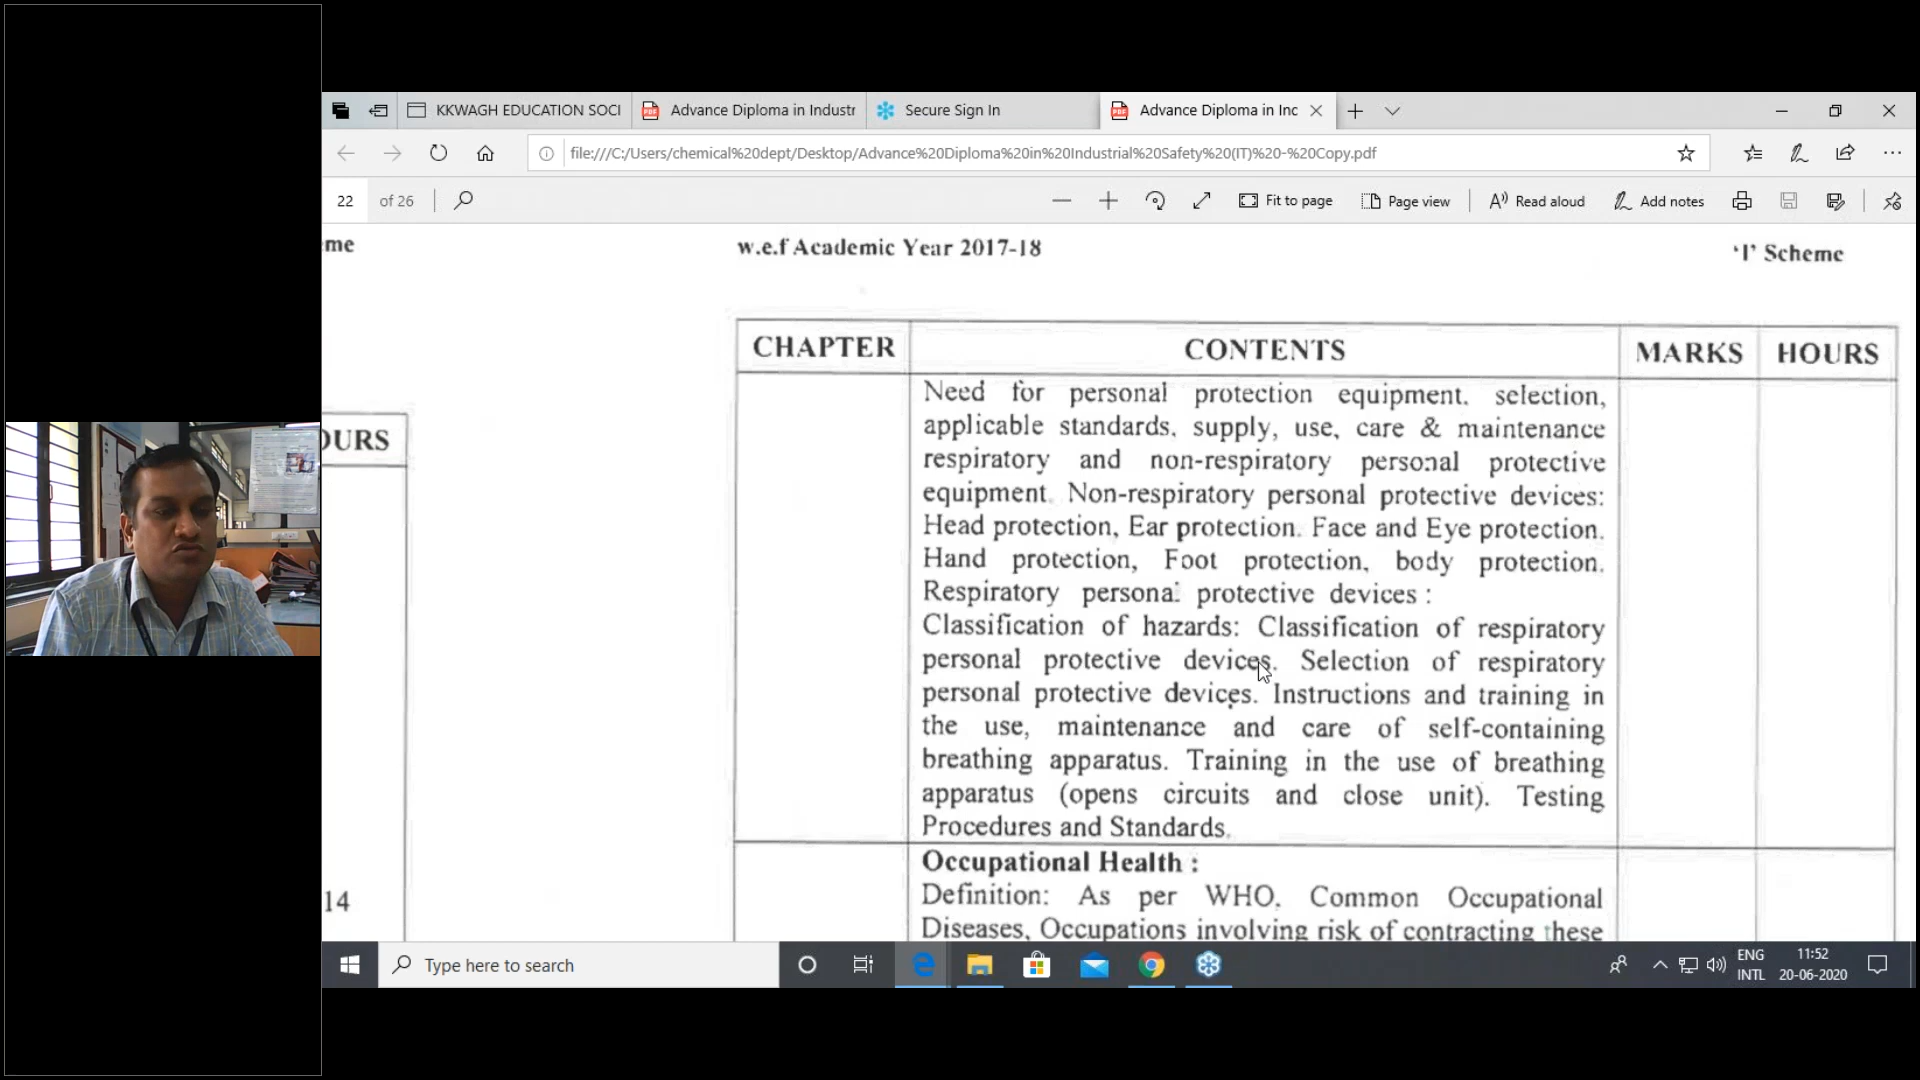 KKWAGH EDUCATION SOCI
Advance Diploma in Industr
Secure Sign In
Advance Diploma in Inc
file:///C:/Users/chemical%20dept/Desktop/Advance%20Diploma%20in%20Industrial%20Safety%20(IT)%20-%20Copy.pdf
22 of 26
Fit to page
Page view
Read aloud
Add notes
me
w.e.f Academic Year 2017-18
'I' Scheme
OURS
14
CHAPTER CONTENTS MARKS HOURS
Need for personal protection equipment, selection,
applicable standards, supply, use, care & maintenance
respiratory and non-respiratory personal protective
equipment. Non-respiratory personal protective devices:
Head protection, Ear protection. Face and Eye protection.
Hand protection, Foot protection, body protection.
Respiratory personal protective devices :
Classification of hazards: Classification of respiratory
personal protective devices. Selection of respiratory
personal protective devices. Instructions and training in
the use, maintenance and care of self-containing
breathing apparatus. Training in the use of breathing
apparatus (opens circuits and close unit). Testing
Procedures and Standards.
Occupational Health :
Definition: As per WHO, Common Occupational
Diseases, Occupations involving risk of contracting these
Type here to search
ENG
INTL
11:52
20-06-2020